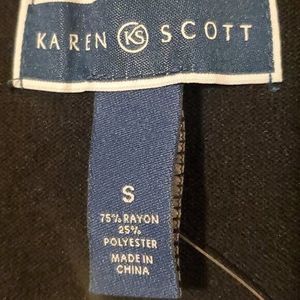 KAREN KS SCOTT
S
75% RAYON
25%
POLYESTER
MADE IN
CHINA